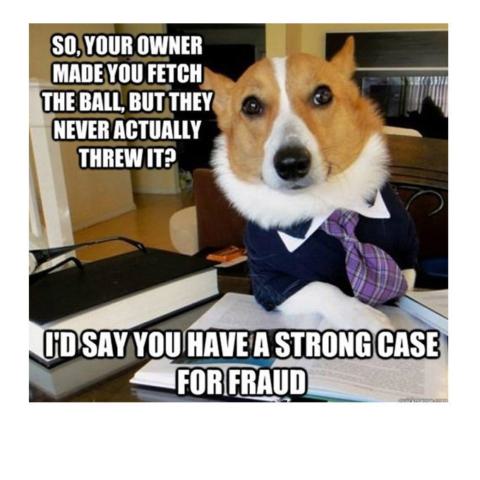 SO, YOUR OWNER
MADE YOU FETCH
THE BALL, BUT THEY
NEVER ACTUALLY
THREW IT?
I'D SAY YOU HAVE A STRONG CASE
FOR FRAUD